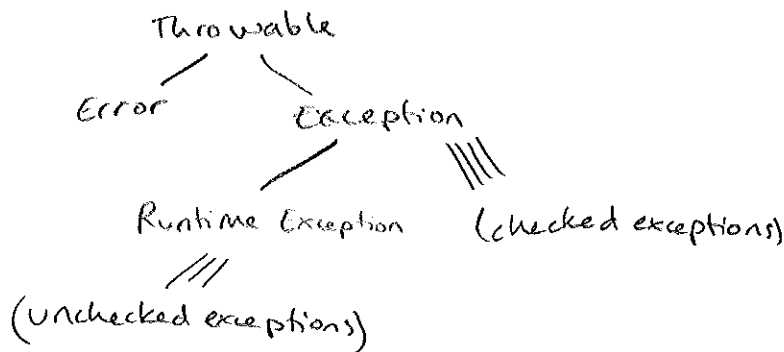 Throwable
Error
Exception
Runtime Exception
(checked exceptions)
(unchecked exceptions)